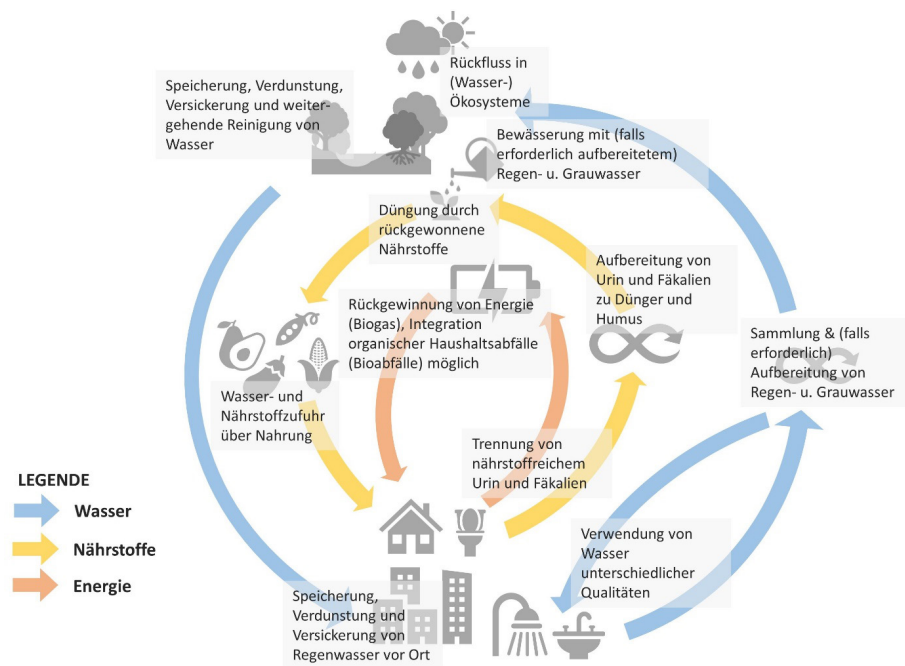 Rückfluss in
(Wasser-)
Ökosysteme
Speicherung, Verdunstung,
Versickerung und weiter-
gehende Reinigung von
Wasser
Bewässerung mit (falls
erforderlich aufbereitetem)
Regen- u. Grauwasser
Düngung durch
rückgewonnene
Nährstoffe
Aufbereitung von
Urin und Fäkalien
zu Dünger und
Humus
Rückgewinnung von Energie
(Biogas), Integration
organischer Haushaltsabfälle
(Bioabfälle) möglich
Sammlung & (falls
erforderlich)
Aufbereitung von
Regen- u. Grauwasser
Wasser- und
Nährstoffzufuhr
über Nahrung
Trennung von
nährstoffreichem
Urin und Fäkalien
LEGENDE
Wasser
Nährstoffe
Energie
Verwendung von
Wasser
unterschiedlicher
Qualitäten
Speicherung,
Verdunstung und
Versickerung von
Regenwasser vor Ort